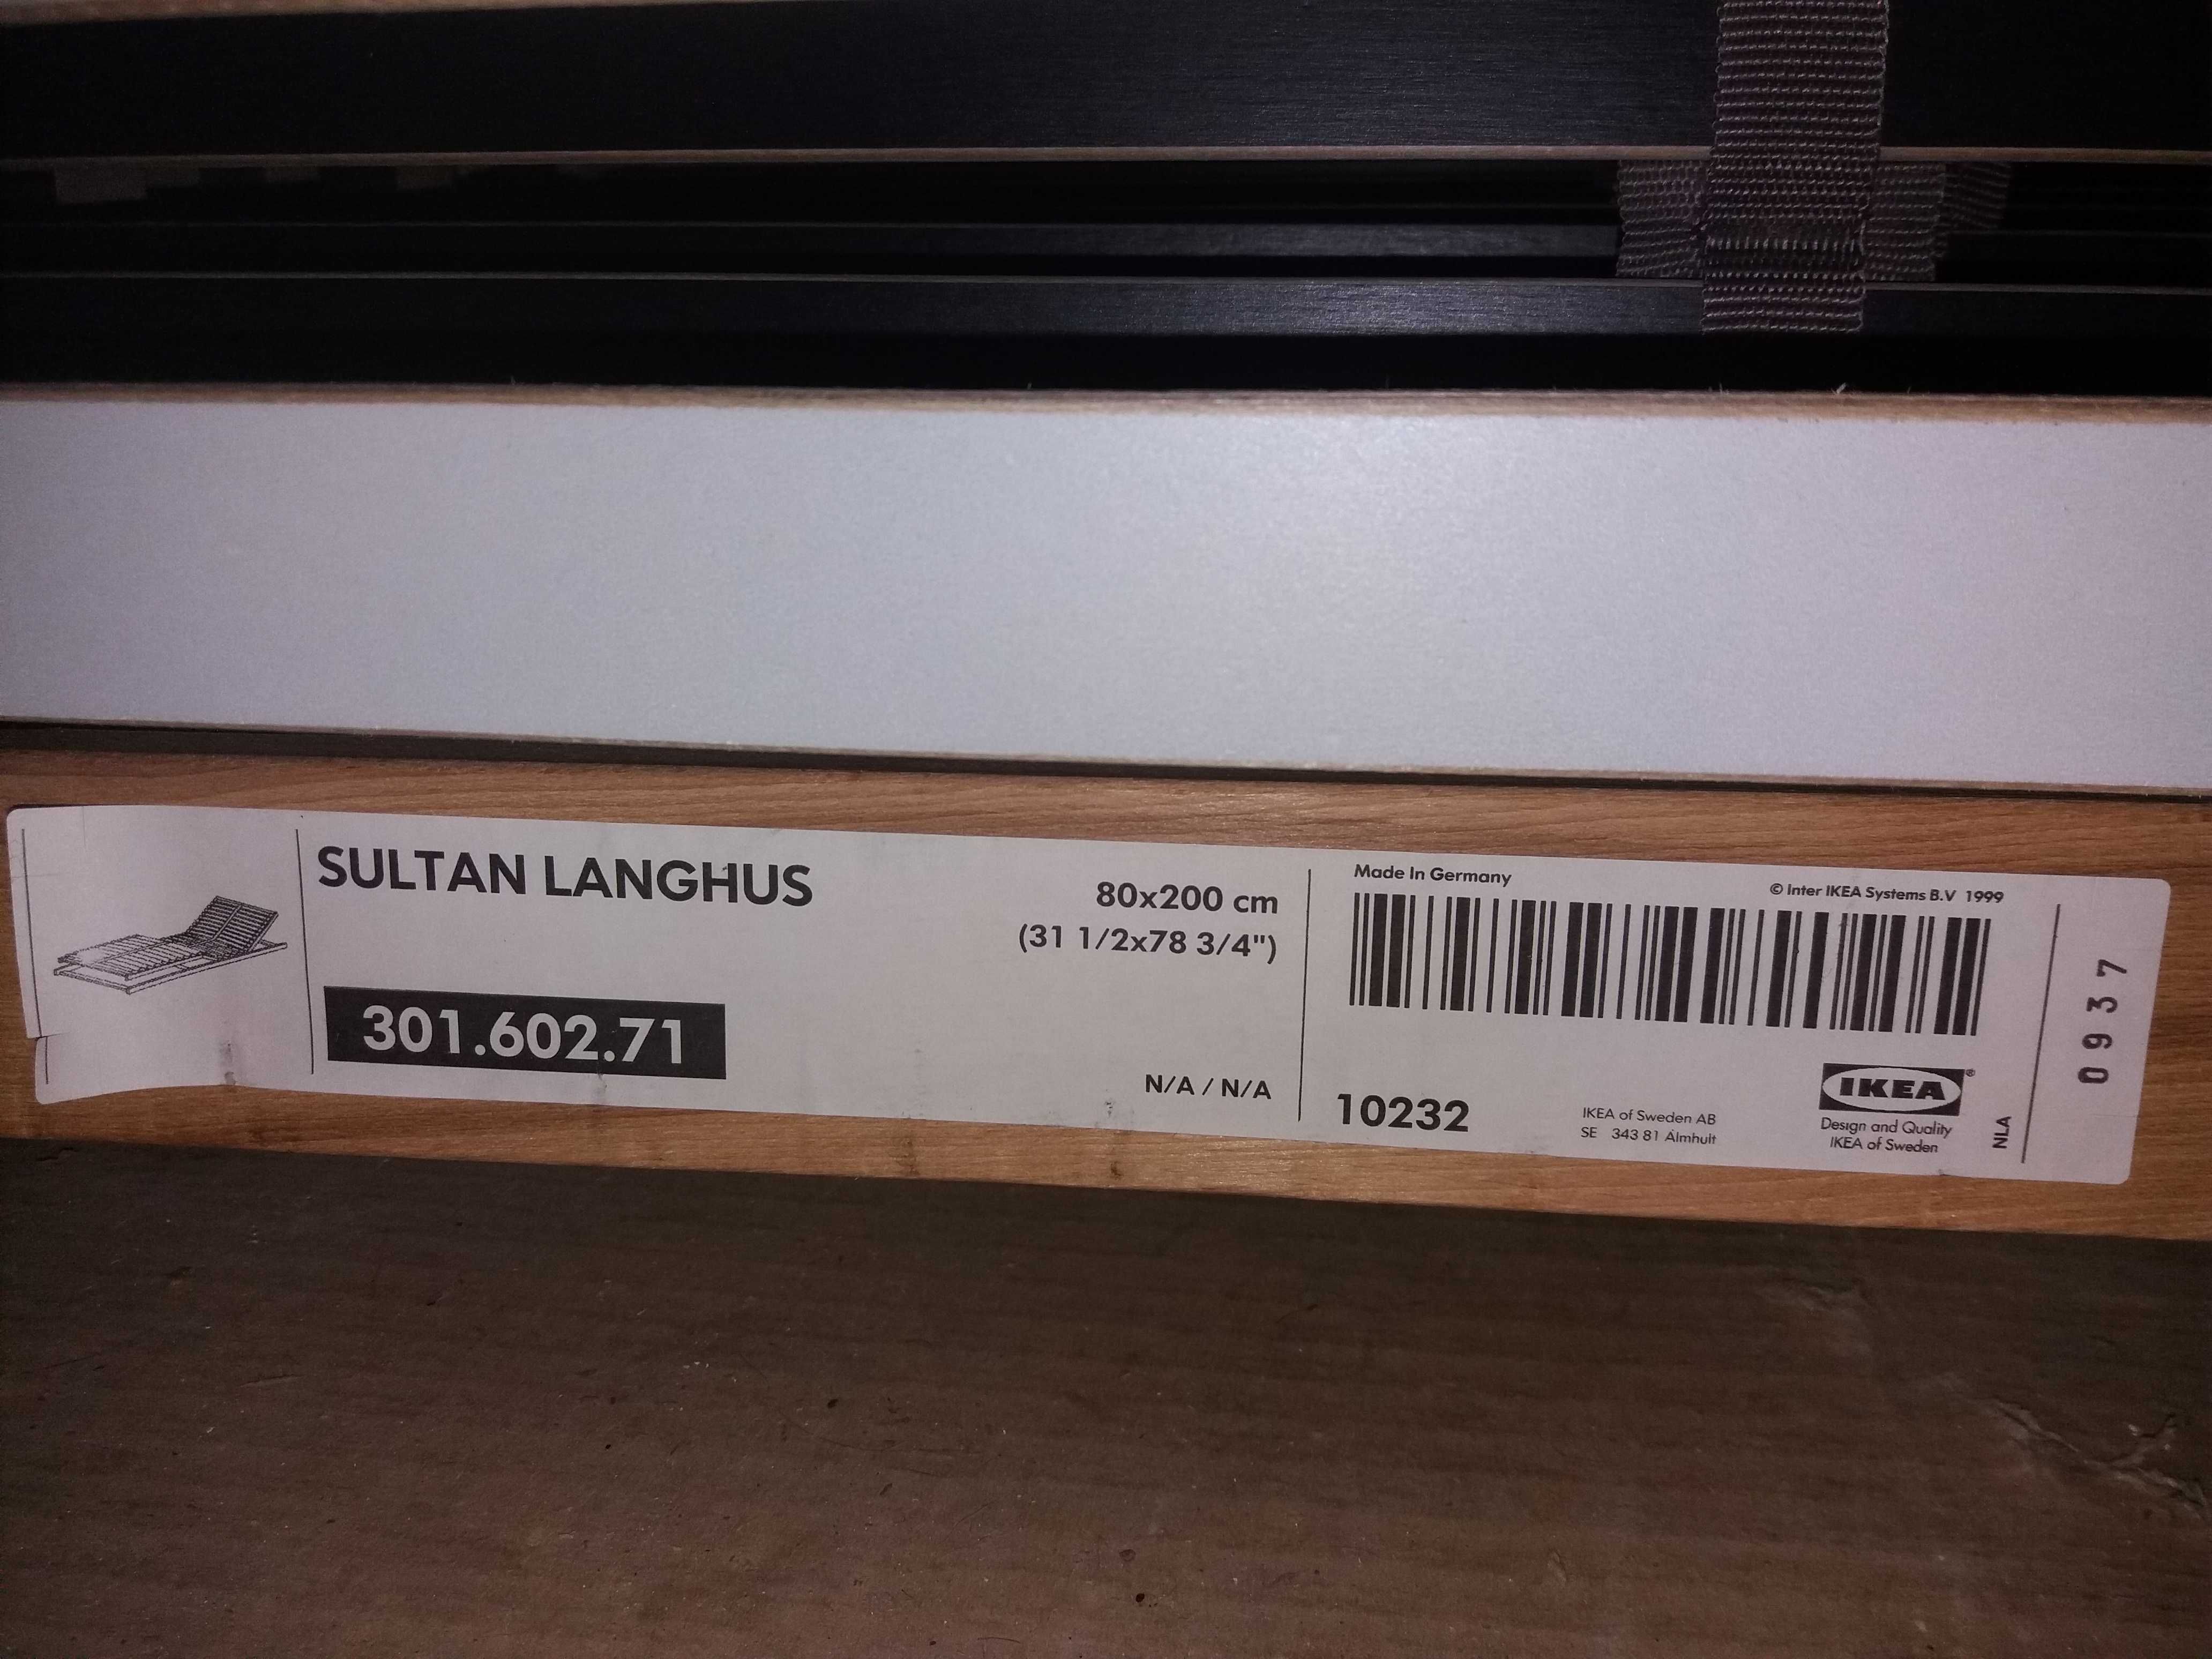 SULTAN LANGHUS
80x200 cm
(31 1/2x78 3/4")
301.602.71
N/A / N/A
Made In Germany
© Inter IKEA Systems B.V 1999
10232
IKEA of Sweden AB
SE 343 81 Älmhult
IKEA®
Design and Quality
IKEA of Sweden
NLA
0937